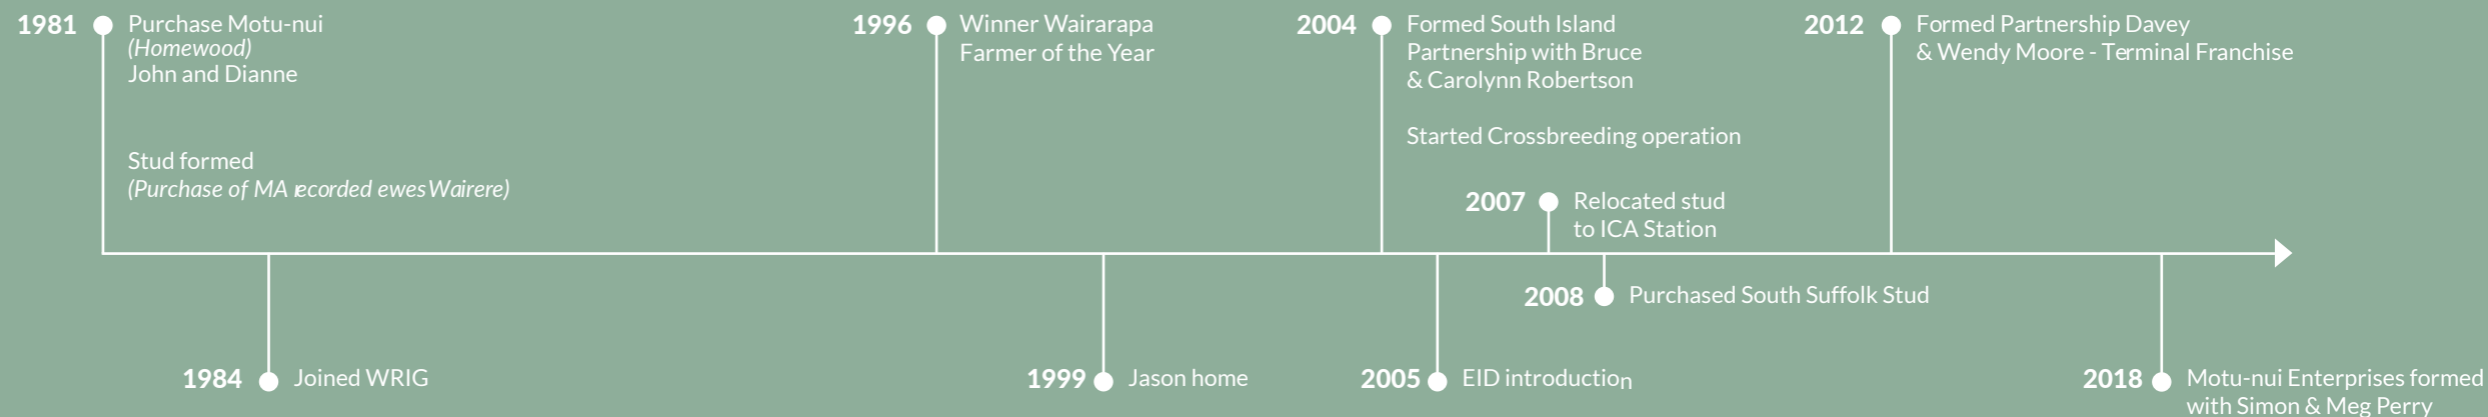 1981
Purchase Motu-nui
(Homewood)
John and Dianne
Stud formed
(Purchase of MA recorded ewes Wairere)
1984
Joined WRIG
1996
Winner Wairarapa
Farmer of the Year
1999
Jason home
2004
Formed South Island
Partnership with Bruce
& Carolynn Robertson
Started Crossbreeding operation
2005
EID introduction
2007
Relocated stud
to ICA Station
2008
Purchased South Suffolk Stud
2012
Formed Partnership Davey
& Wendy Moore - Terminal Franchise
2018
Motu-nui Enterprises formed
with Simon & Meg Perry